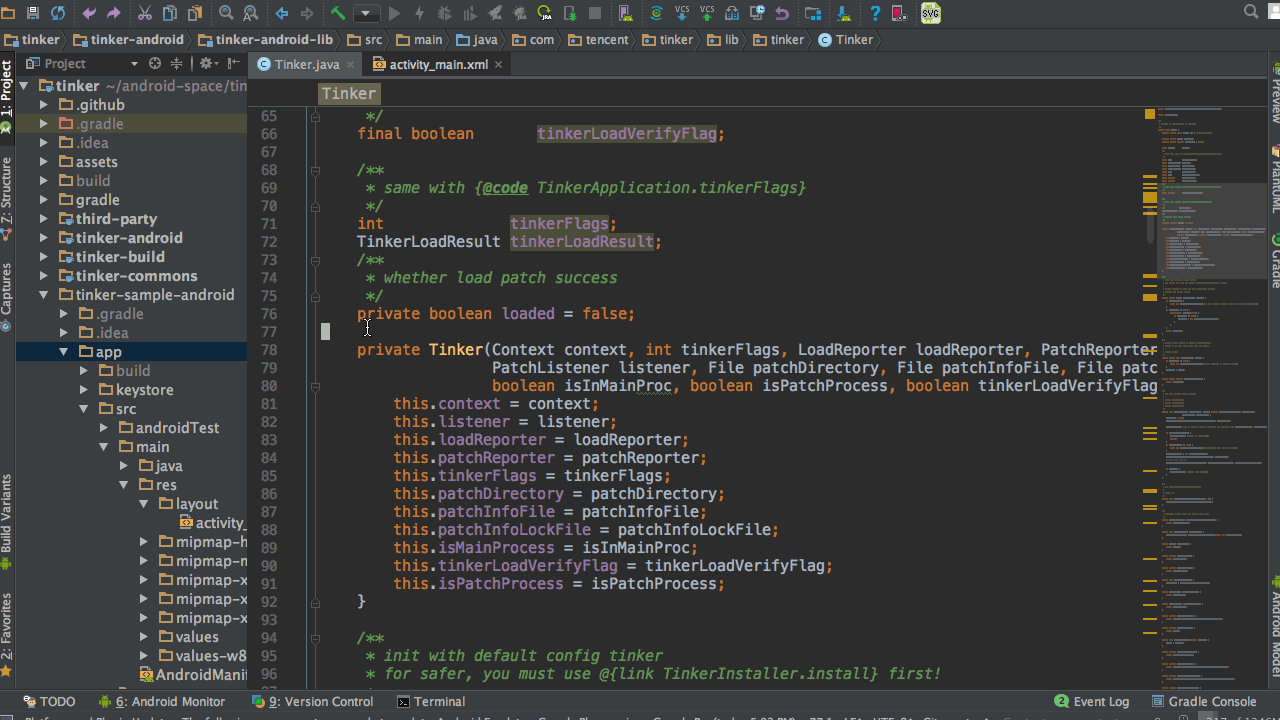 VCS VCS ? SVG
tinker tinker-android tinker-android-lib src main java com tencent tinker lib tinker Tinker
Project Tinker.java activity_main.xml
Tinker
1: Project
Z: Structure
Captures
Build Variants
2: Favorites
tinker ~/android-space/tin
.github
.gradle
.idea
assets
build
gradle
third-party
tinker-android
tinker-build
tinker-commons
tinker-sample-android
.gradle
.idea
app
build
keystore
src
androidTest
main
java
res
layout
activity_
mipmap-h
mipmap-m
mipmap-x
mipmap-x
mipmap-x
values
values-w8
AndroidManif
65 */
66 final boolean tinkerLoadVerifyFlag;
67
68 /**
69 * same with {@code TinkerApplication.tinkerFlags}
70 */
71 int tinkerFlags;
72 TinkerLoadResult tinkerLoadResult;
73 /**
74 * whether load patch success
75 */
76 private boolean loaded = false;
77
78 private Tinker(Context context, int tinkerFlags, LoadReporter loadReporter, PatchReporter
79 PatchListener listener, File patchDirectory, File patchInfoFile, File patc
80 boolean isInMainProc, boolean isPatchProcess, boolean tinkerLoadVerifyFlag
81 this.context = context;
82 this.listener = listener;
83 this.loadReporter = loadReporter;
84 this.patchReporter = patchReporter;
85 this.tinkerFlags = tinkerFlags;
86 this.patchDirectory = patchDirectory;
87 this.patchInfoFile = patchInfoFile;
88 this.patchInfoLockFile = patchInfoLockFile;
89 this.isMainProcess = isInMainProc;
90 this.tinkerLoadVerifyFlag = tinkerLoadVerifyFlag;
91 this.isPatchProcess = isPatchProcess;
92 }
93
94 /**
95 * init with default config tinker
96 * for safer, you must use @{link TinkerInstaller.install} first!
Preview
PlantUML
Gradle
Android Model
TODO 6: Android Monitor 9: Version Control Terminal 2 Event Log Gradle Console